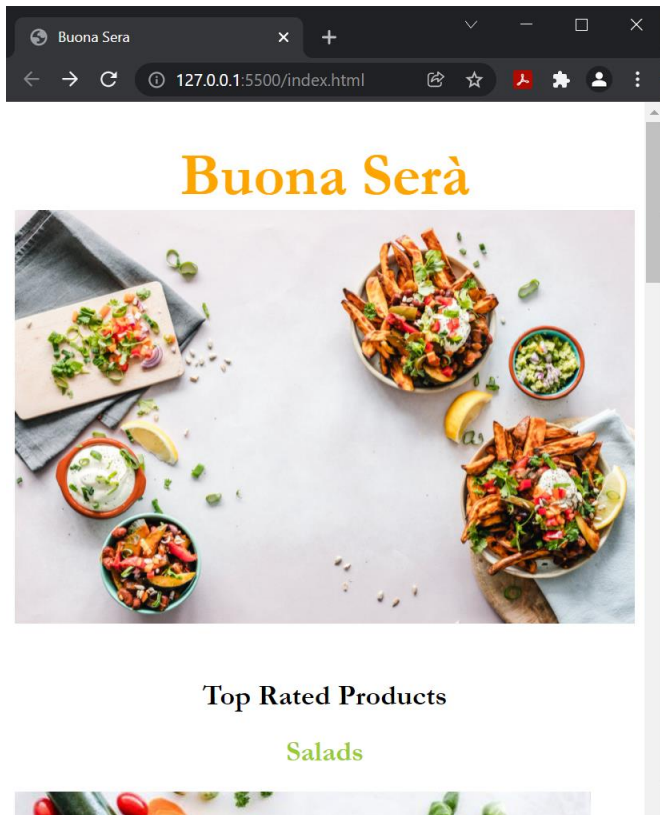 Buona Sera
127.0.0.1:5500/index.html
Buona Serà
Top Rated Products
Salads